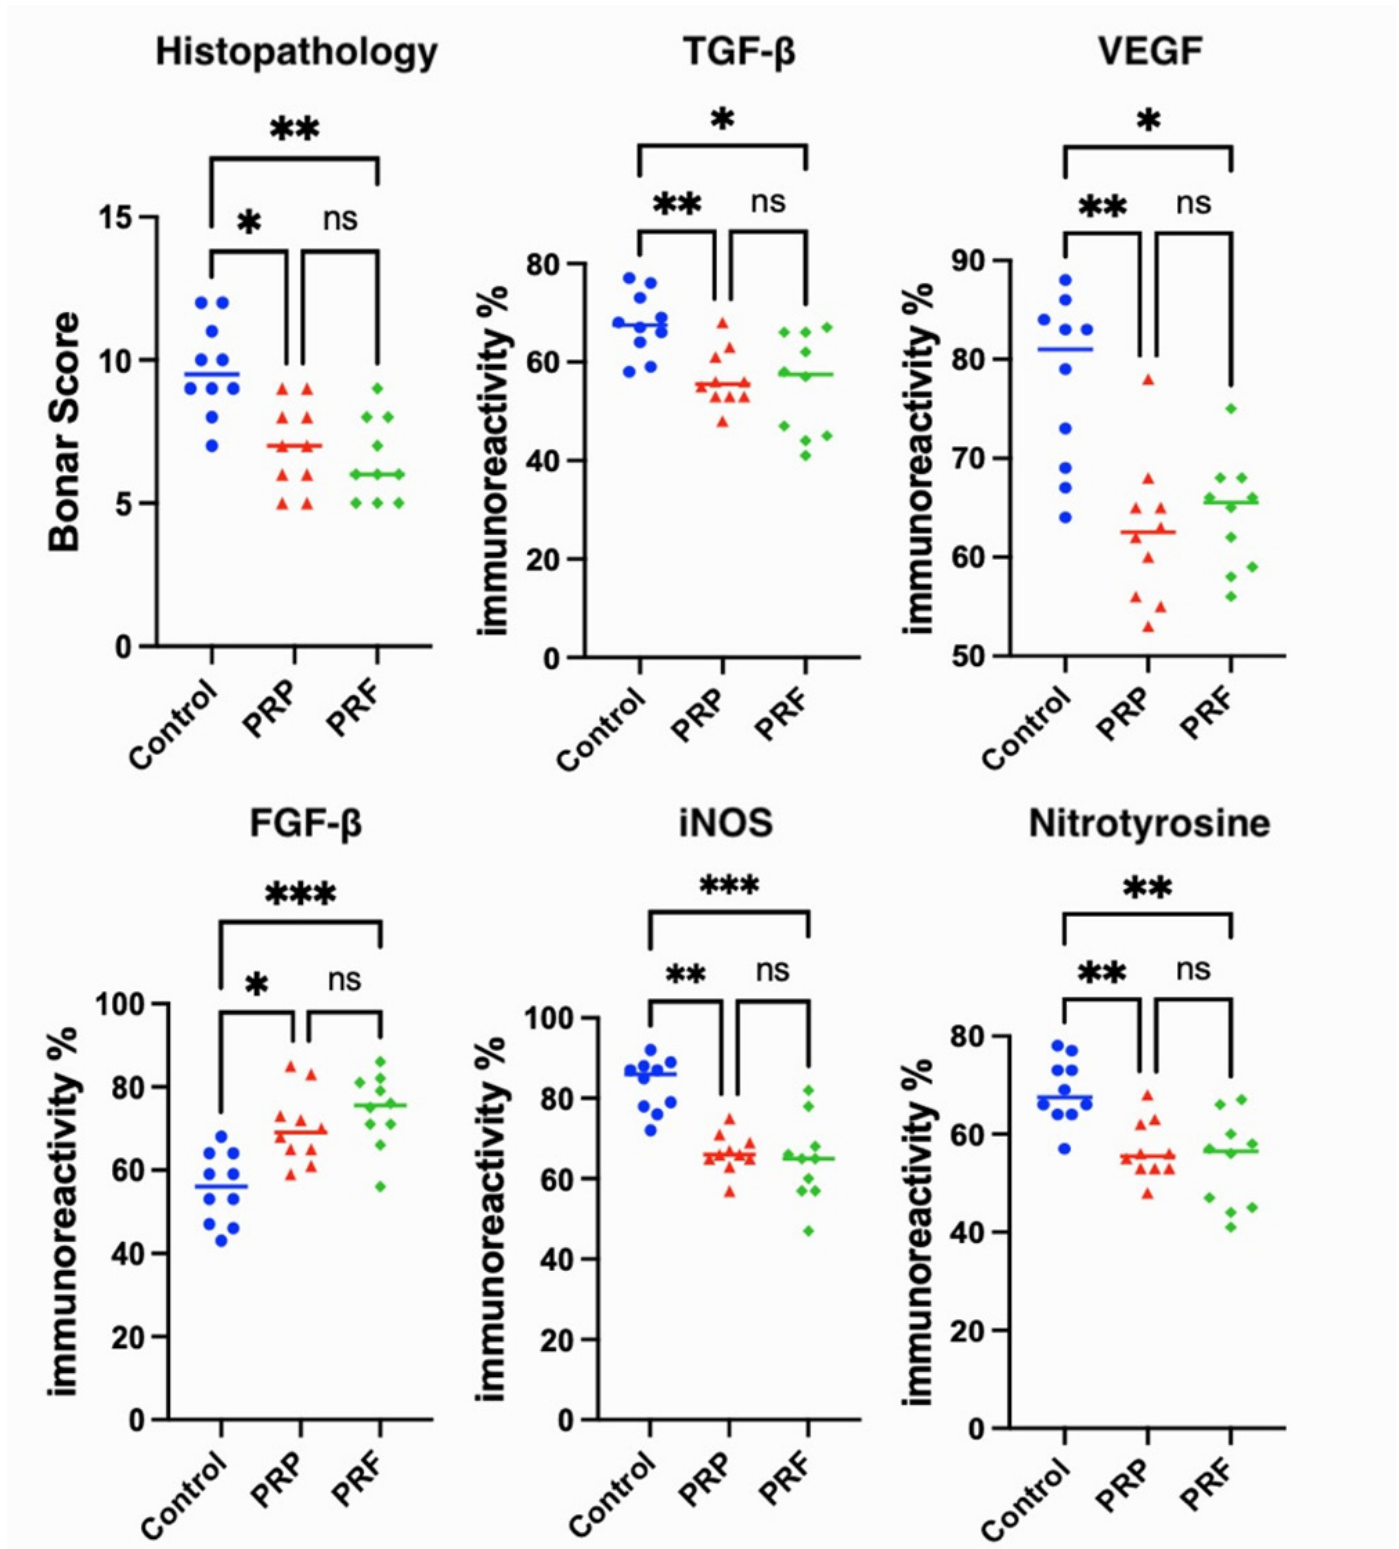 Histopathology
**
*
ns
15
10
5
0
Bonar Score
Control
PRP
PRF
TGF-β
*
**
ns
80
60
40
20
0
immunoreactivity %
Control
PRP
PRF
VEGF
*
**
ns
90
80
70
60
50
immunoreactivity %
Control
PRP
PRF
FGF-β
***
*
ns
100
80
60
40
20
0
immunoreactivity %
Control
PRP
PRF
iNOS
***
**
ns
100
80
60
40
20
0
immunoreactivity %
Control
PRP
PRF
Nitrotyrosine
**
**
ns
80
60
40
20
0
immunoreactivity %
Control
PRP
PRF